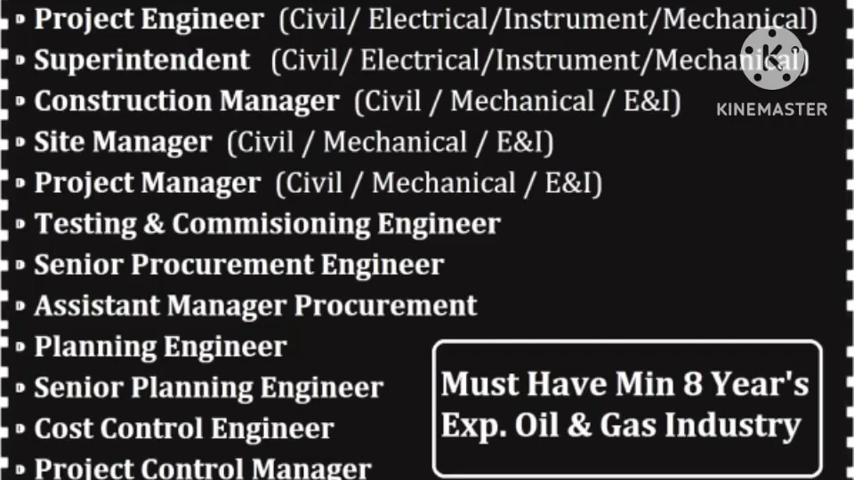 Project Engineer (Civil/ Electrical/Instrument/Mechanical)
Superintendent (Civil/ Electrical/Instrument/Mechanical)
Construction Manager (Civil / Mechanical / E&I)
KINEMASTER
Site Manager (Civil / Mechanical / E&I)
Project Manager (Civil / Mechanical / E&I)
Testing & Commisioning Engineer
Senior Procurement Engineer
Assistant Manager Procurement
Planning Engineer
Senior Planning Engineer
Cost Control Engineer
Project Control Manager
Must Have Min 8 Year's
Exp. Oil & Gas Industry